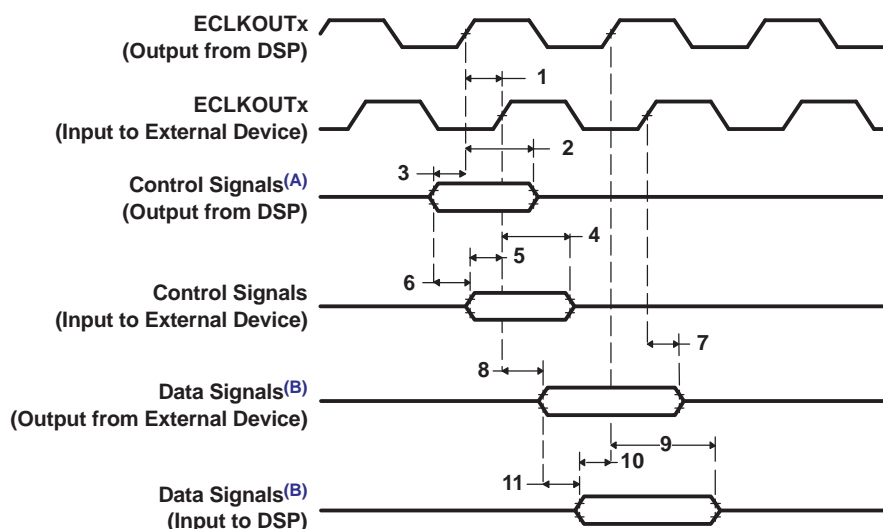 ECLKOUTx
(Output from DSP)
1
ECLKOUTx
(Input to External Device)
2
3
Control Signals(A)
(Output from DSP)
4
5
6
Control Signals
(Input to External Device)
7
8
Data Signals(B)
(Output from External Device)
9
10
11
Data Signals(B)
(Input to DSP)